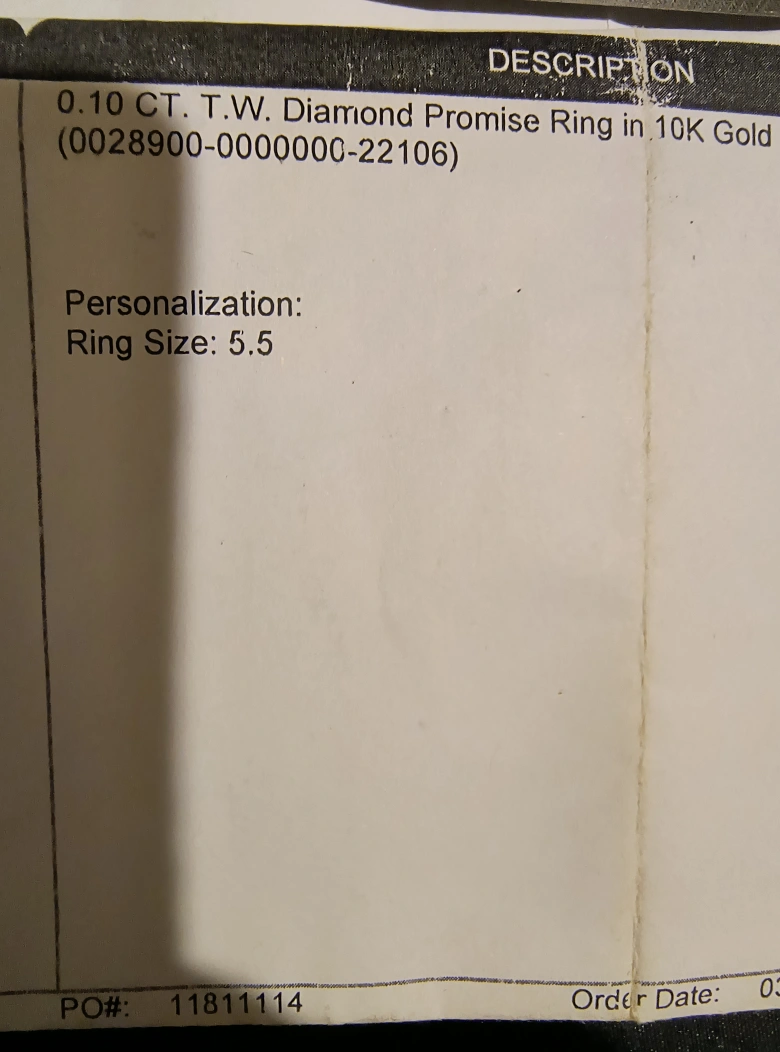 DESCRIPTION
0.10 CT. T.W. Diamond Promise Ring in 10K Gold
(0028900-0000000-22106)
Personalization:
Ring Size: 5.5
PO#: 11811114 Order Date: 03